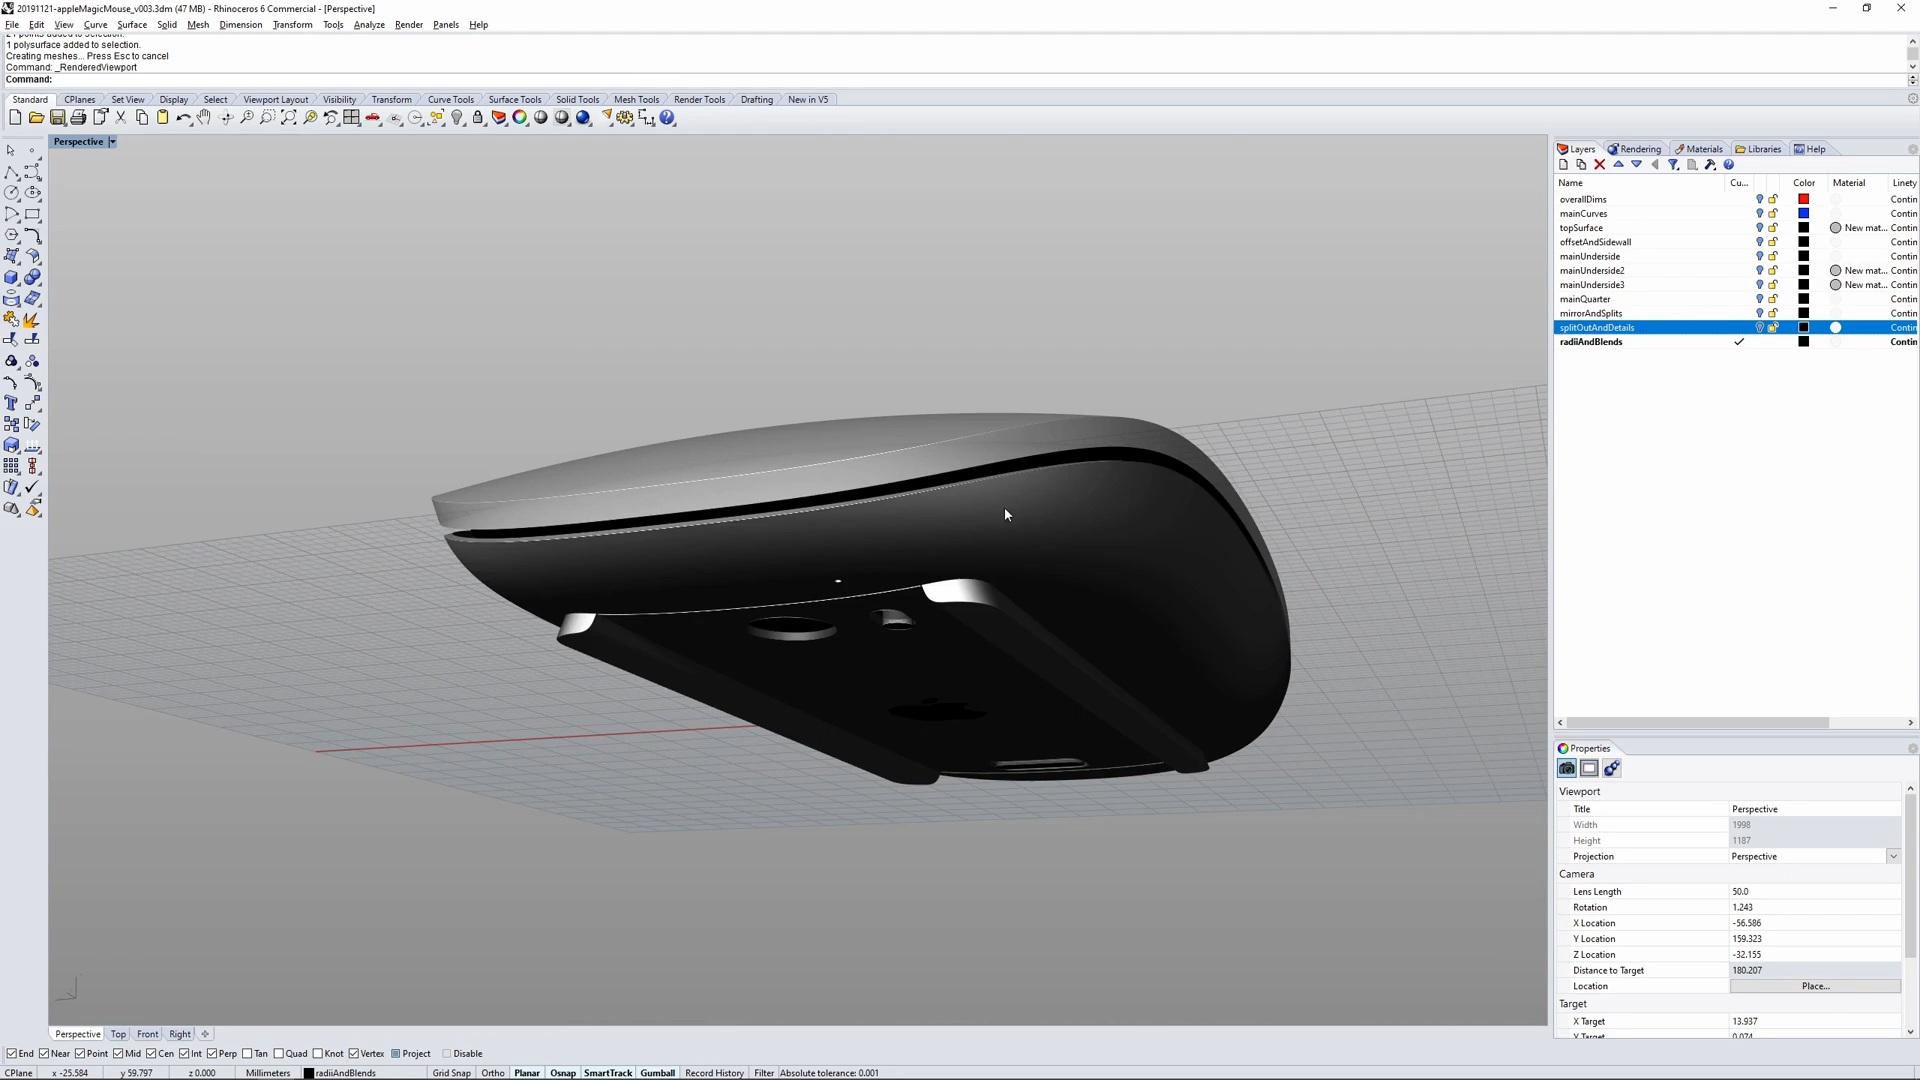 20191121-appleMagicMouse_v003.3dm (47 MB) - Rhinoceros 6 Commercial - [Perspective]
File Edit View Curve Surface Solid Mesh Dimension Transform Tools Analyze Render Panels Help
21 points added to selection.
1 polysurface added to selection.
Creating meshes... Press Esc to cancel
Command: _RenderedViewport
Command:
Standard CPlanes Set View Display Select Viewport Layout Visibility Transform Curve Tools Surface Tools Solid Tools Mesh Tools Render Tools Drafting New in V5
Perspective
Layers Rendering Materials Libraries Help
Name Cu... Color Material Linety
overallDims Contin
mainCurves Contin
topSurface New mat... Contin
offsetAndSidewall Contin
mainUnderside Contin
mainUnderside2 New mat... Contin
mainUnderside3 New mat... Contin
mainQuarter Contin
mirrorAndSplits Contin
splitOutAndDetails Contin
radiiAndBlends Contin
Properties
Viewport
Title Perspective
Width 1998
Height 1187
Projection Perspective
Camera
Lens Length 50.0
Rotation 1.243
X Location -56.586
Y Location 159.323
Z Location -32.155
Distance to Target 180.207
Location Place...
Target
X Target 13.937
Y Target 0.074
Perspective Top Front Right
End Near Point Mid Cen Int Perp Tan Quad Knot Vertex Project Disable
CPlane x -25.584 y 59.797 z 0.000 Millimeters radiiAndBlends Grid Snap Ortho Planar Osnap SmartTrack Gumball Record History Filter Absolute tolerance: 0.001